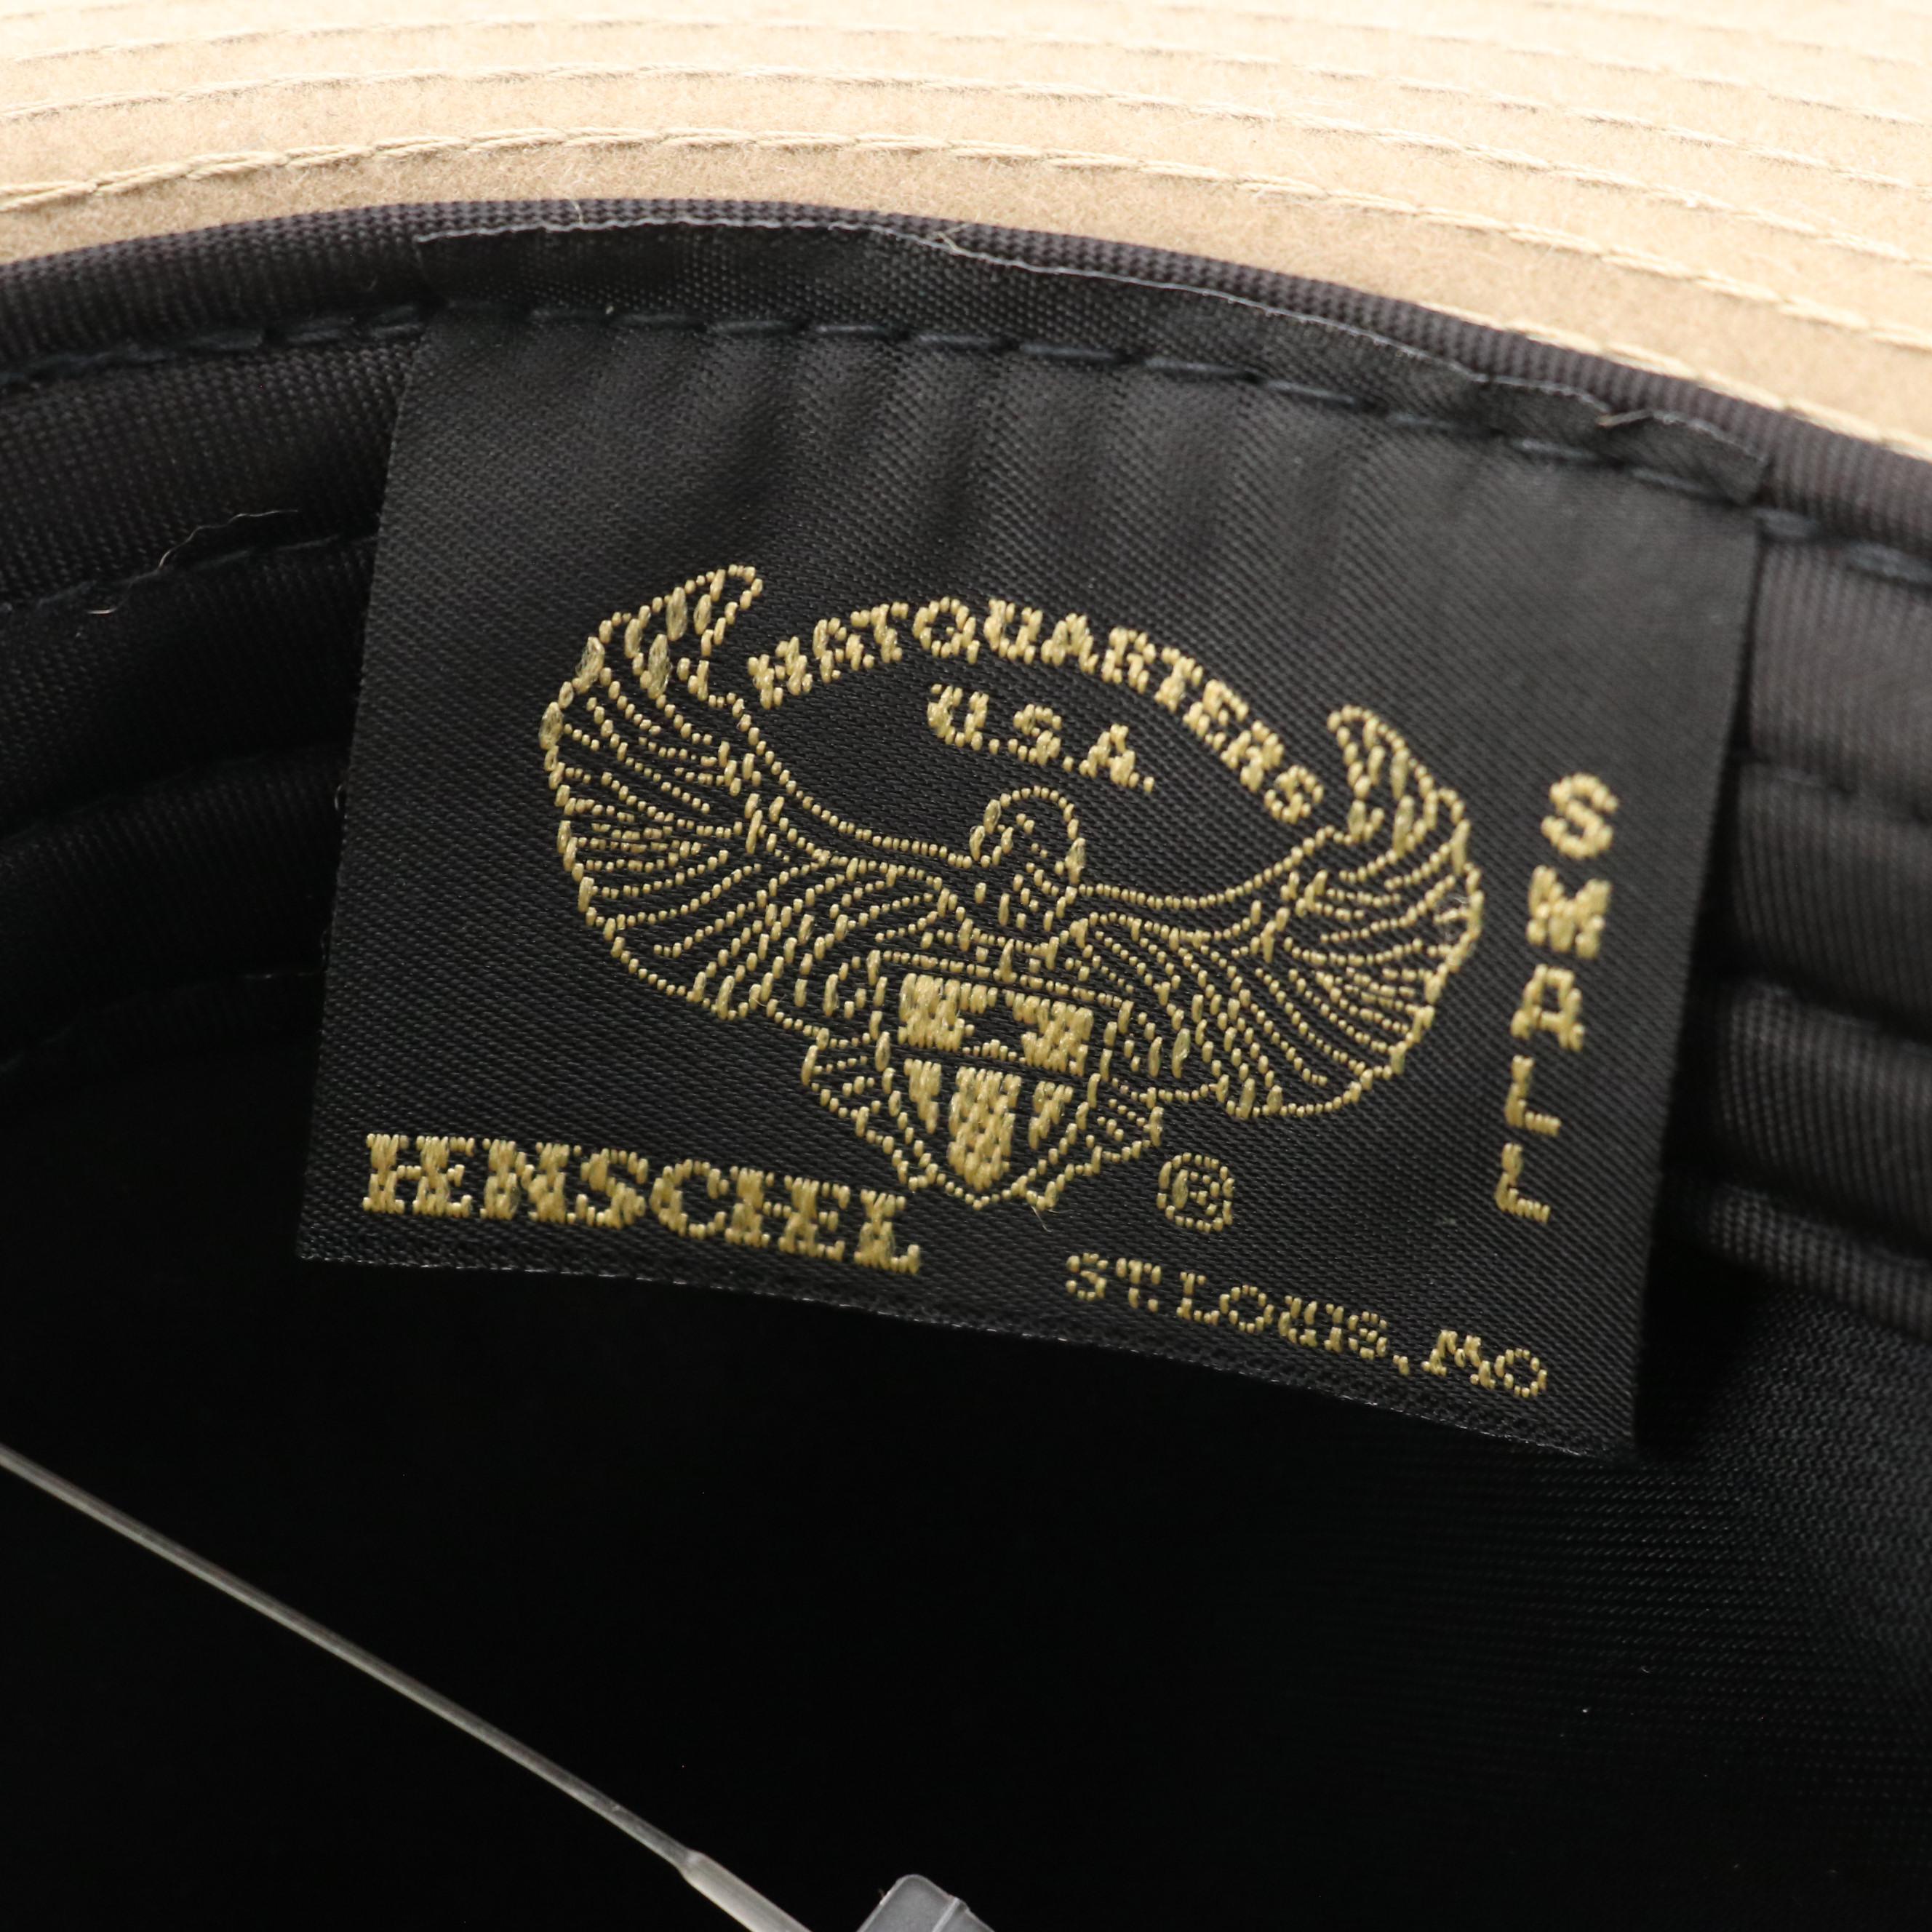 HATQUARTERS
U.S.A.
SMALL
HENSCHEL ®
ST. LOUIS, MO